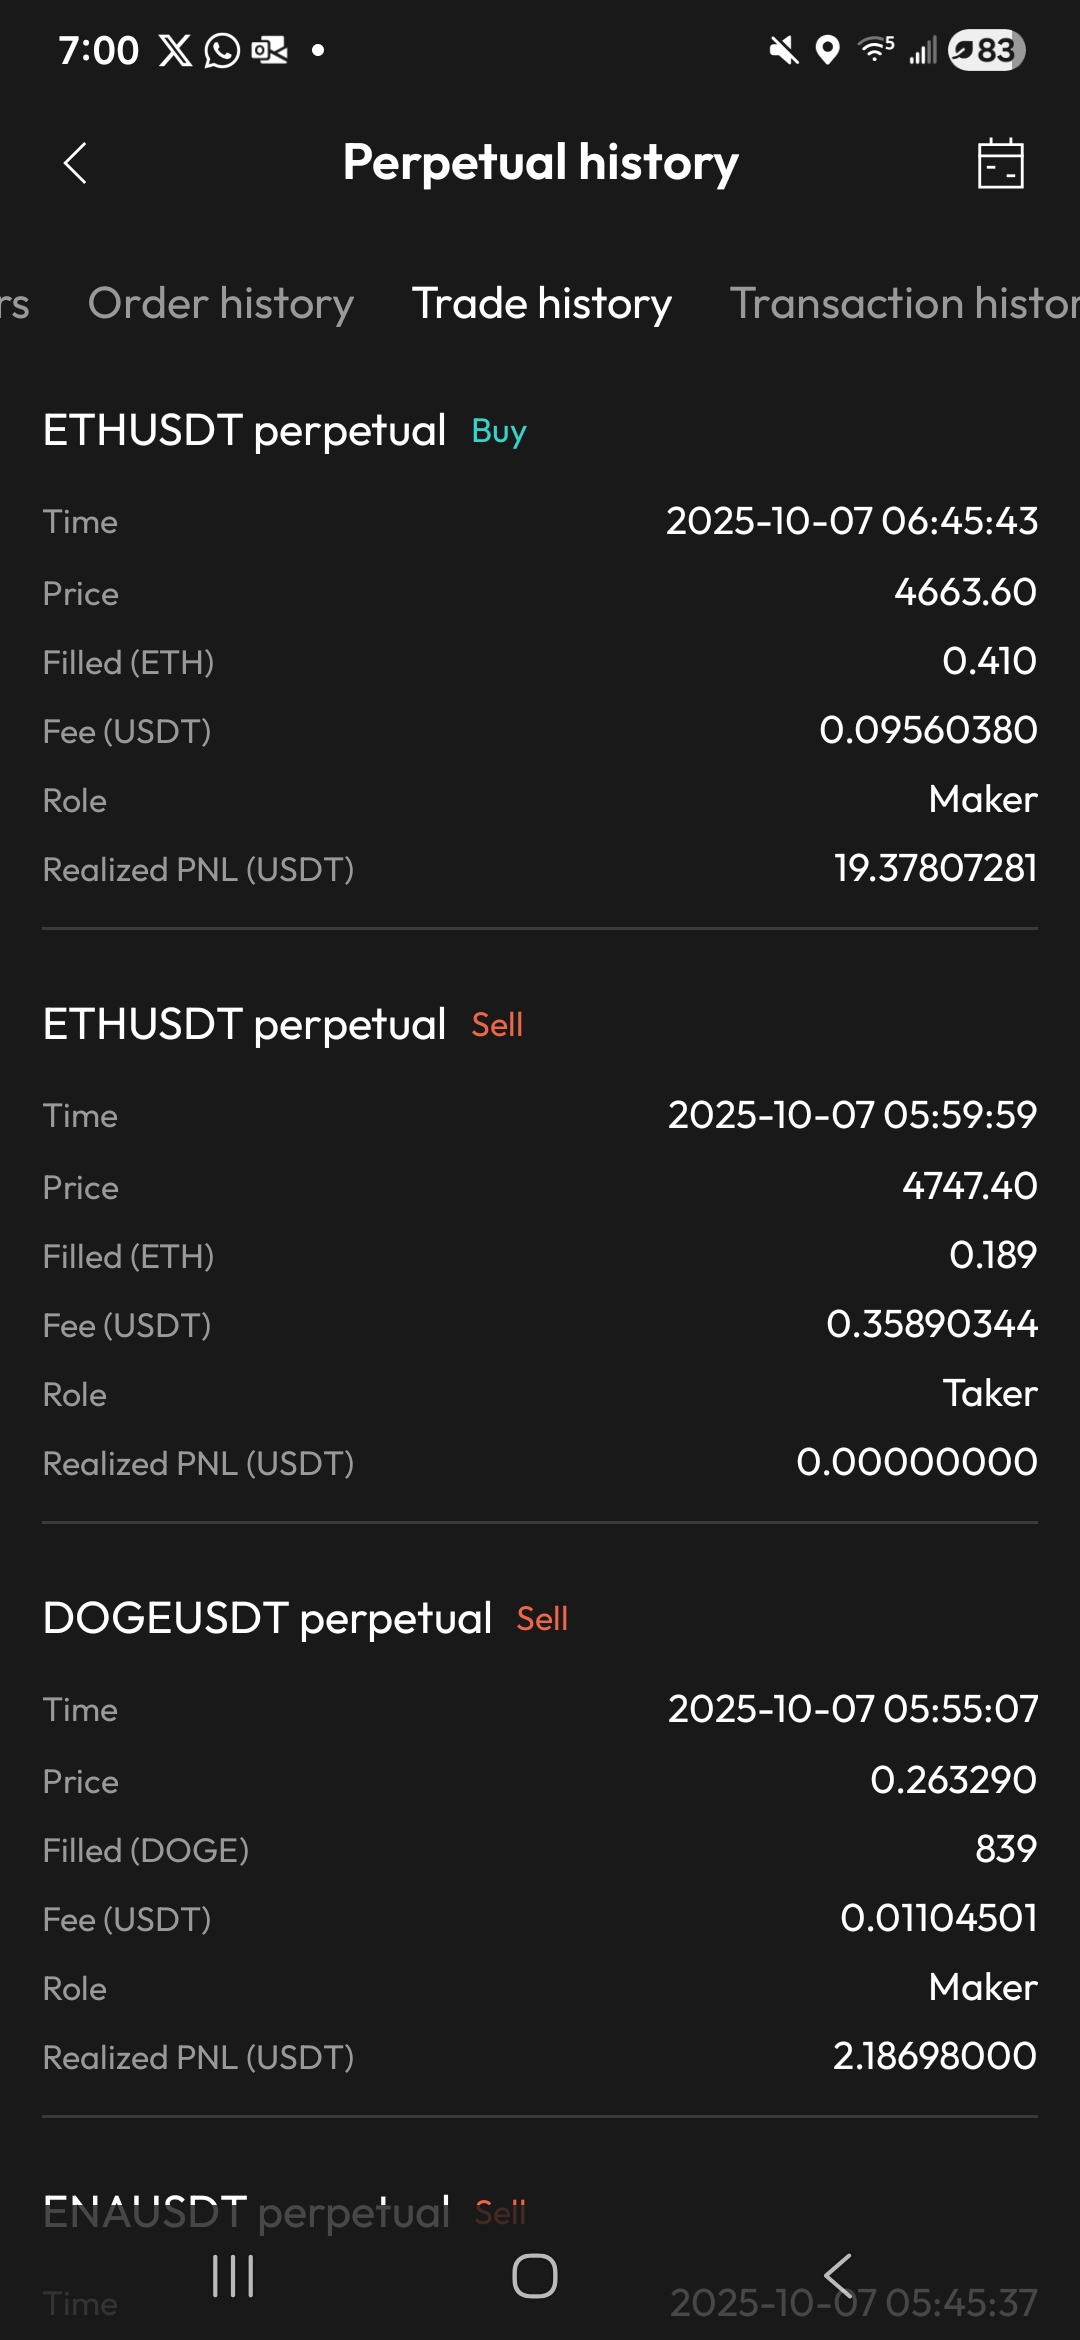 7:00 5 83
Perpetual history
rs Order history Trade history Transaction histor
ETHUSDT perpetual Buy
Time 2025-10-07 06:45:43
Price 4663.60
Filled (ETH) 0.410
Fee (USDT) 0.09560380
Role Maker
Realized PNL (USDT) 19.37807281
ETHUSDT perpetual Sell
Time 2025-10-07 05:59:59
Price 4747.40
Filled (ETH) 0.189
Fee (USDT) 0.35890344
Role Taker
Realized PNL (USDT) 0.00000000
DOGEUSDT perpetual Sell
Time 2025-10-07 05:55:07
Price 0.263290
Filled (DOGE) 839
Fee (USDT) 0.01104501
Role Maker
Realized PNL (USDT) 2.18698000
ENAUSDT perpetual Sell
Time 2025-10-07 05:45:37